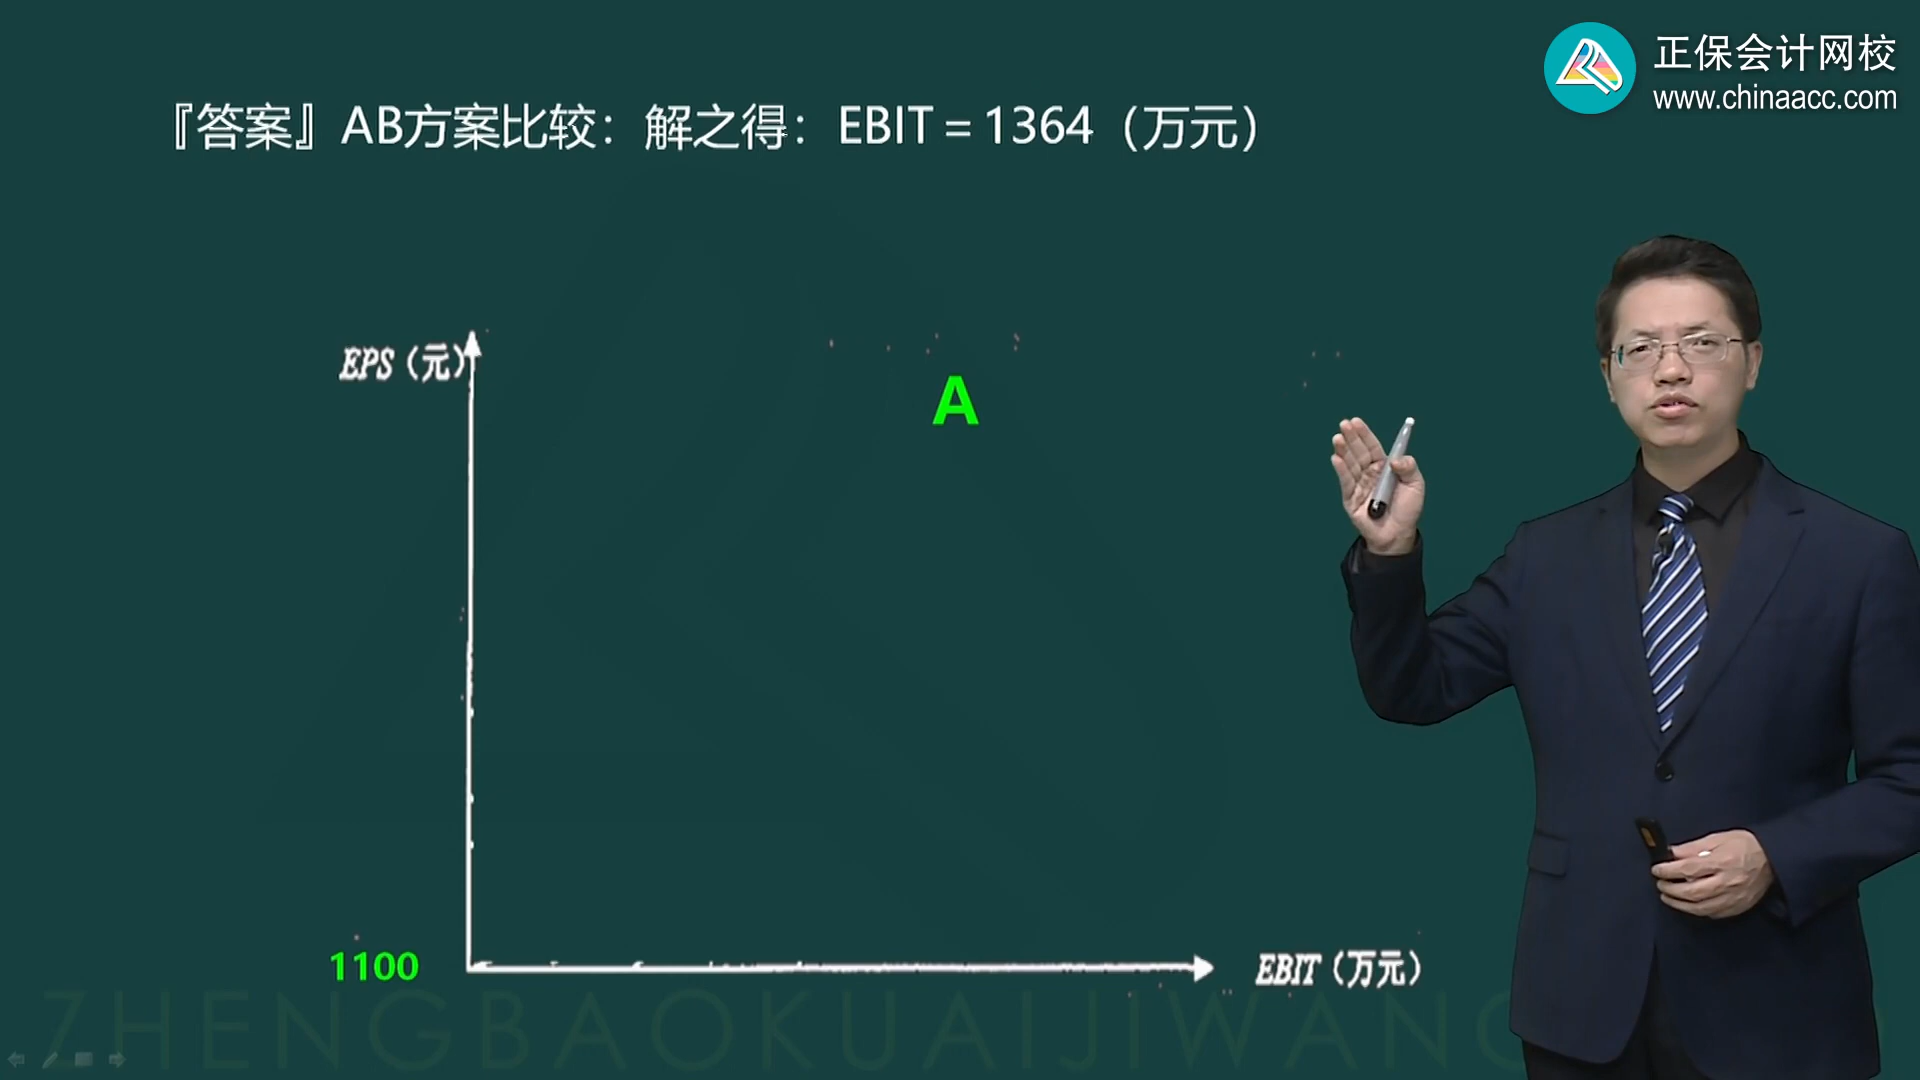 正保会计网校
www.chinaacc.com
『答案』AB方案比较：解之得：EBIT＝1364（万元）
EPS（元）
A
1100
EBIT（万元）
ZHENGBAOKUAIJIWANG